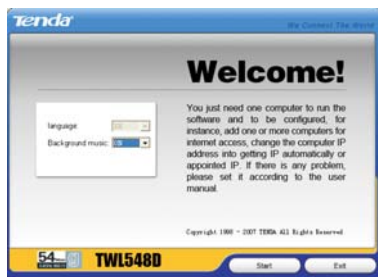 Tenda
We Connect The World
Welcome!
You just need one computer to run the
software and to be configured, for
instance, add one or more computers for
internet access, change the computer IP
address into getting IP automatically or
appointed IP. If there is any problem,
please set it according to the user
manual.
language:
Background music:
Copyright 1998 - 2007 TENDA All Rights Reserved
54
TWL548D
Start
Exit